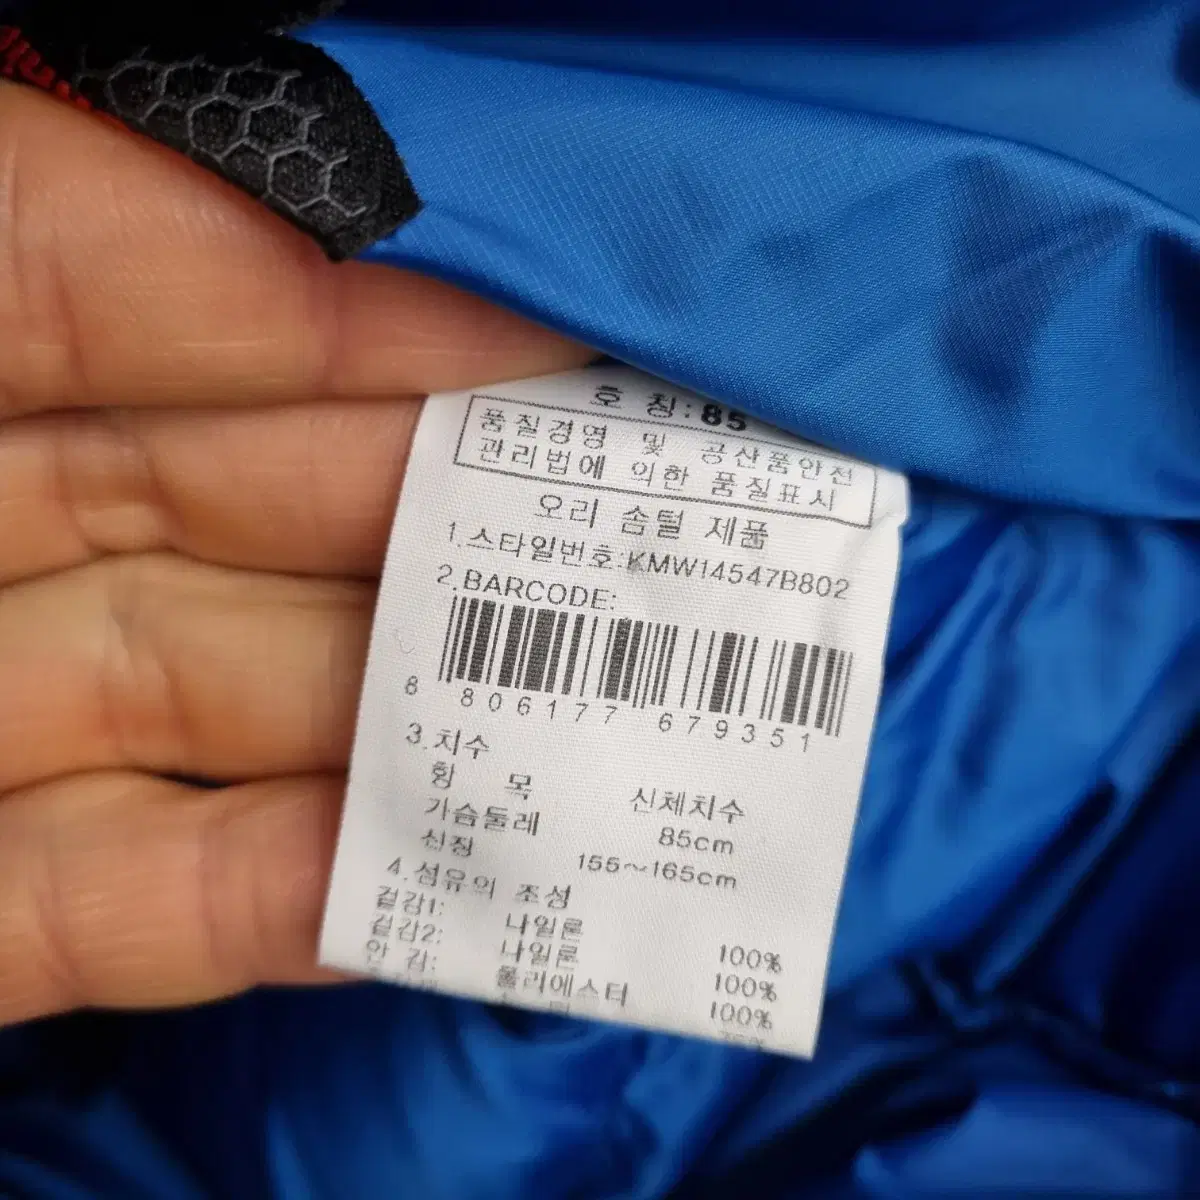 호 칭:85
품질경영 및 공산품안전
관리법에 의한 품질표시
오리 솜털 제품
1.스타일번호:KMW14547B802
2.BARCODE:
8 806177 679351
3.치수
항 목 신체치수
가슴둘레 85cm
신장 155~165cm
4.섬유의 조성
겉감1: 나일론 100%
겉감2: 나일론 100%
안 감: 폴리에스터 100%